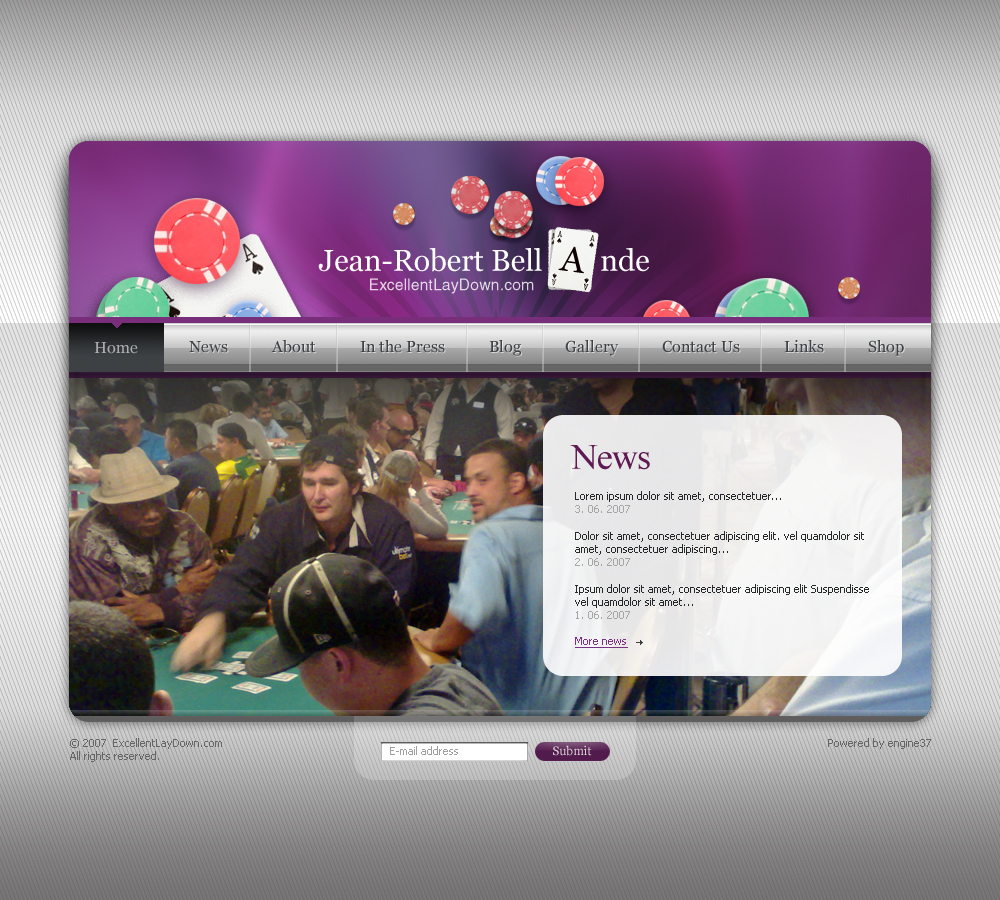 A
Jean-Robert Bell A nde
ExcellentLayDown.com
Home News About In the Press Blog Gallery Contact Us Links Shop
News
Lorem ipsum dolor sit amet, consectetuer...
3. 06. 2007
Dolor sit amet, consectetuer adipiscing elit. vel quamdolor sit
amet, consectetuer adipiscing...
2. 06. 2007
Ipsum dolor sit amet, consectetuer adipiscing elit Suspendisse
vel quamdolor sit amet...
1. 06. 2007
More news
© 2007 ExcellentLayDown.com
All rights reserved.
E-mail address
Submit
Powered by engine37